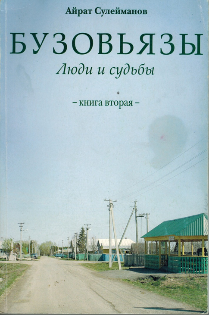 Айрат Сулейманов
БУЗОВЬЯЗЫ
Люди и судьбы
– книга вторая –